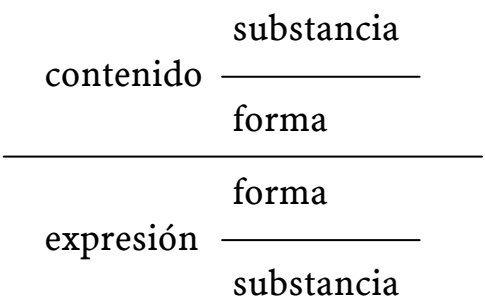 substancia
contenido
forma
forma
expresión
substancia